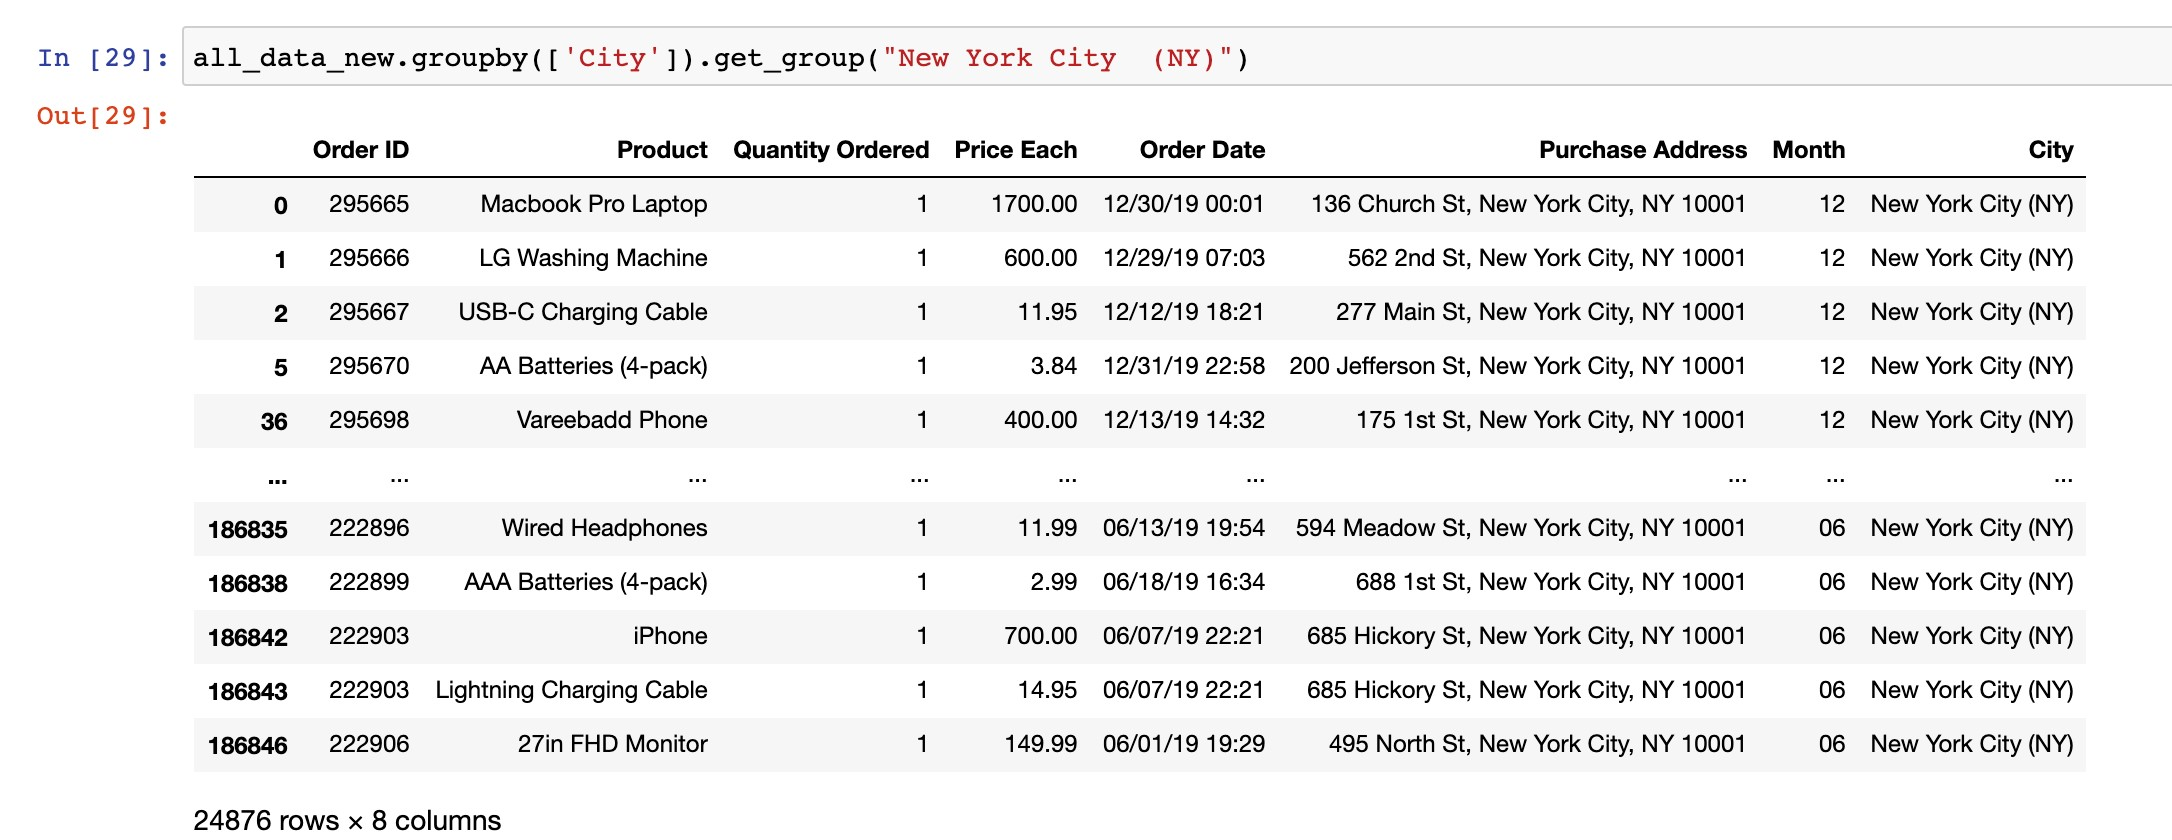 In [29]: all_data_new.groupby(['City']).get_group("New York City  (NY)")
Out[29]:
Order ID Product Quantity Ordered Price Each Order Date Purchase Address Month City
0 295665 Macbook Pro Laptop 1 1700.00 12/30/19 00:01 136 Church St, New York City, NY 10001 12 New York City (NY)
1 295666 LG Washing Machine 1 600.00 12/29/19 07:03 562 2nd St, New York City, NY 10001 12 New York City (NY)
2 295667 USB-C Charging Cable 1 11.95 12/12/19 18:21 277 Main St, New York City, NY 10001 12 New York City (NY)
5 295670 AA Batteries (4-pack) 1 3.84 12/31/19 22:58 200 Jefferson St, New York City, NY 10001 12 New York City (NY)
36 295698 Vareebadd Phone 1 400.00 12/13/19 14:32 175 1st St, New York City, NY 10001 12 New York City (NY)
... ... ... ... ... ... ... ... ...
186835 222896 Wired Headphones 1 11.99 06/13/19 19:54 594 Meadow St, New York City, NY 10001 06 New York City (NY)
186838 222899 AAA Batteries (4-pack) 1 2.99 06/18/19 16:34 688 1st St, New York City, NY 10001 06 New York City (NY)
186842 222903 iPhone 1 700.00 06/07/19 22:21 685 Hickory St, New York City, NY 10001 06 New York City (NY)
186843 222903 Lightning Charging Cable 1 14.95 06/07/19 22:21 685 Hickory St, New York City, NY 10001 06 New York City (NY)
186846 222906 27in FHD Monitor 1 149.99 06/01/19 19:29 495 North St, New York City, NY 10001 06 New York City (NY)
24876 rows × 8 columns